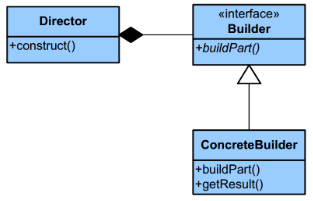 Director
+construct()
«interface»
Builder
+buildPart()
ConcreteBuilder
+buildPart()
+getResult()